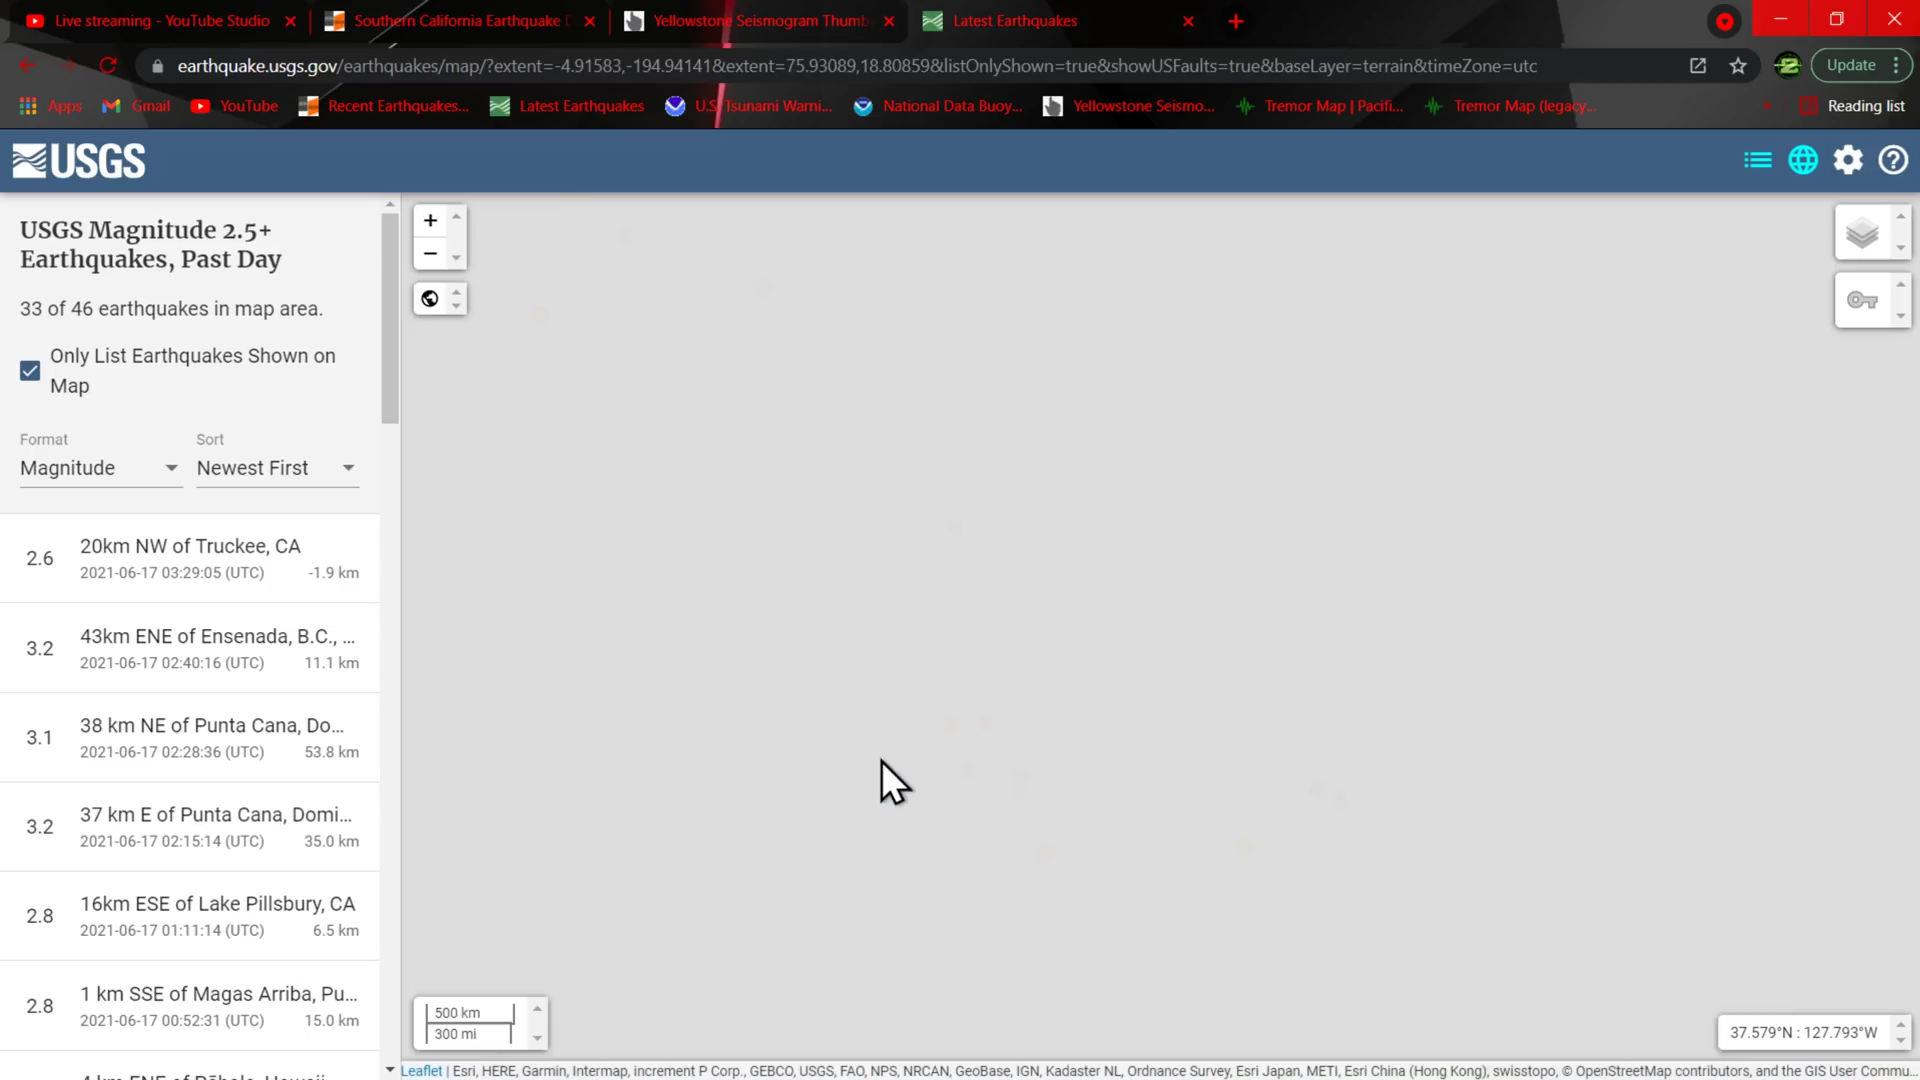 Live streaming - YouTube Studio
Southern California Earthquake
Yellowstone Seismogram Thumb
Latest Earthquakes
earthquake.usgs.gov/earthquakes/map/?extent=-4.91583,-194.94141&extent=75.93089,18.80859&listOnlyShown=true&showUSFaults=true&baseLayer=terrain&timeZone=utc
Update
Apps
Gmail
YouTube
Recent Earthquakes...
Latest Earthquakes
U.S. Tsunami Warni...
National Data Buoy...
Yellowstone Seismo...
Tremor Map | Pacifi...
Tremor Map (legacy...
Reading list
USGS
USGS Magnitude 2.5+
Earthquakes, Past Day
33 of 46 earthquakes in map area.
Only List Earthquakes Shown on
Map
Format
Sort
Magnitude
Newest First
2.6
20km NW of Truckee, CA
2021-06-17 03:29:05 (UTC) -1.9 km
3.2
43km ENE of Ensenada, B.C., ...
2021-06-17 02:40:16 (UTC) 11.1 km
3.1
38 km NE of Punta Cana, Do...
2021-06-17 02:28:36 (UTC) 53.8 km
3.2
37 km E of Punta Cana, Domi...
2021-06-17 02:15:14 (UTC) 35.0 km
2.8
16km ESE of Lake Pillsbury, CA
2021-06-17 01:11:14 (UTC) 6.5 km
2.8
1 km SSE of Magas Arriba, Pu...
2021-06-17 00:52:31 (UTC) 15.0 km
+
−
500 km
300 mi
37.579°N : 127.793°W
Leaflet | Esri, HERE, Garmin, Intermap, increment P Corp., GEBCO, USGS, FAO, NPS, NRCAN, GeoBase, IGN, Kadaster NL, Ordnance Survey, Esri Japan, METI, Esri China (Hong Kong), swisstopo, © OpenStreetMap contributors, and the GIS User Commu...